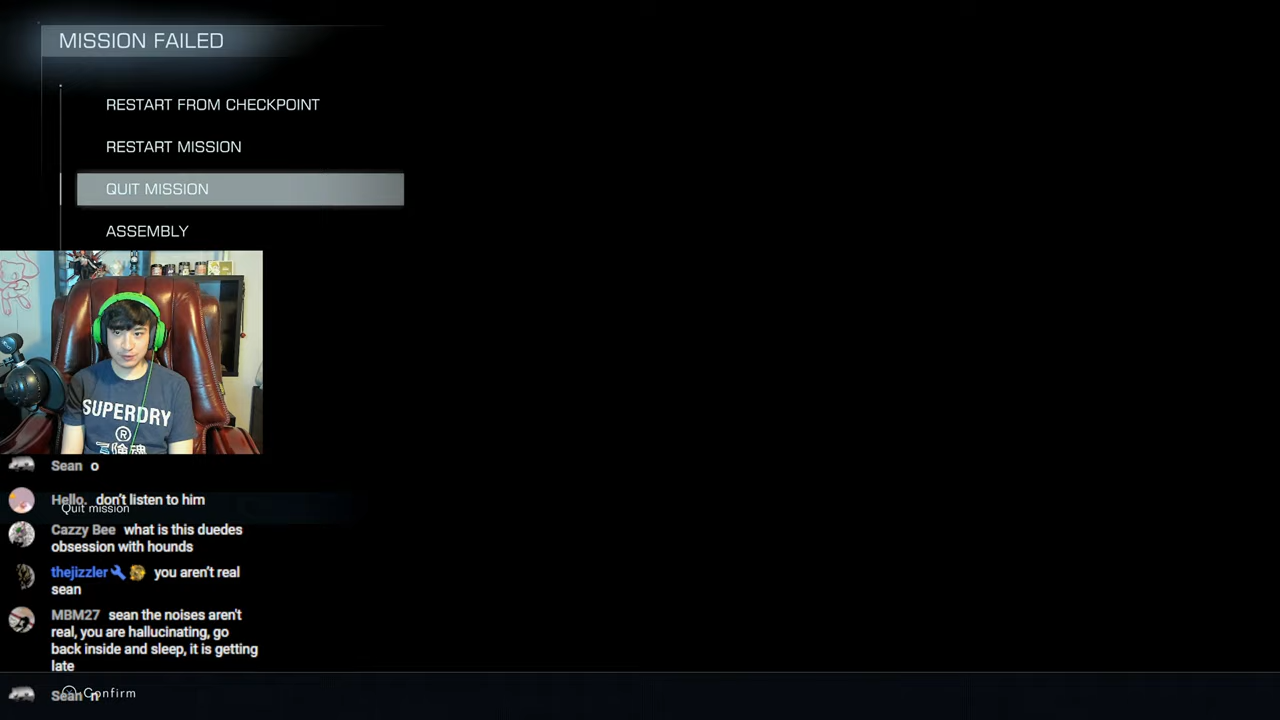 MISSION FAILED
RESTART FROM CHECKPOINT
RESTART MISSION
QUIT MISSION
ASSEMBLY
SUPERDRY
®
Sean o
Hello. don't listen to him
Quit mission
Cazzy Bee what is this duedes
obsession with hounds
thejizzler you aren't real
sean
MBM27 sean the noises aren't
real, you are hallucinating, go
back inside and sleep, it is getting
late
Sean n
Confirm